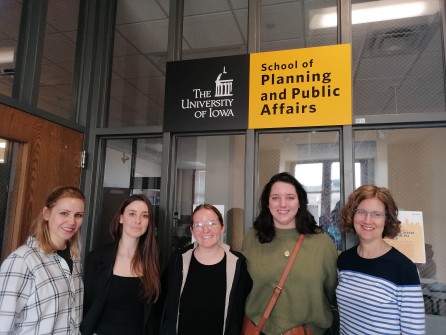 THE
UNIVERSITY
OF IOWA
School of
Planning
and Public
Affairs